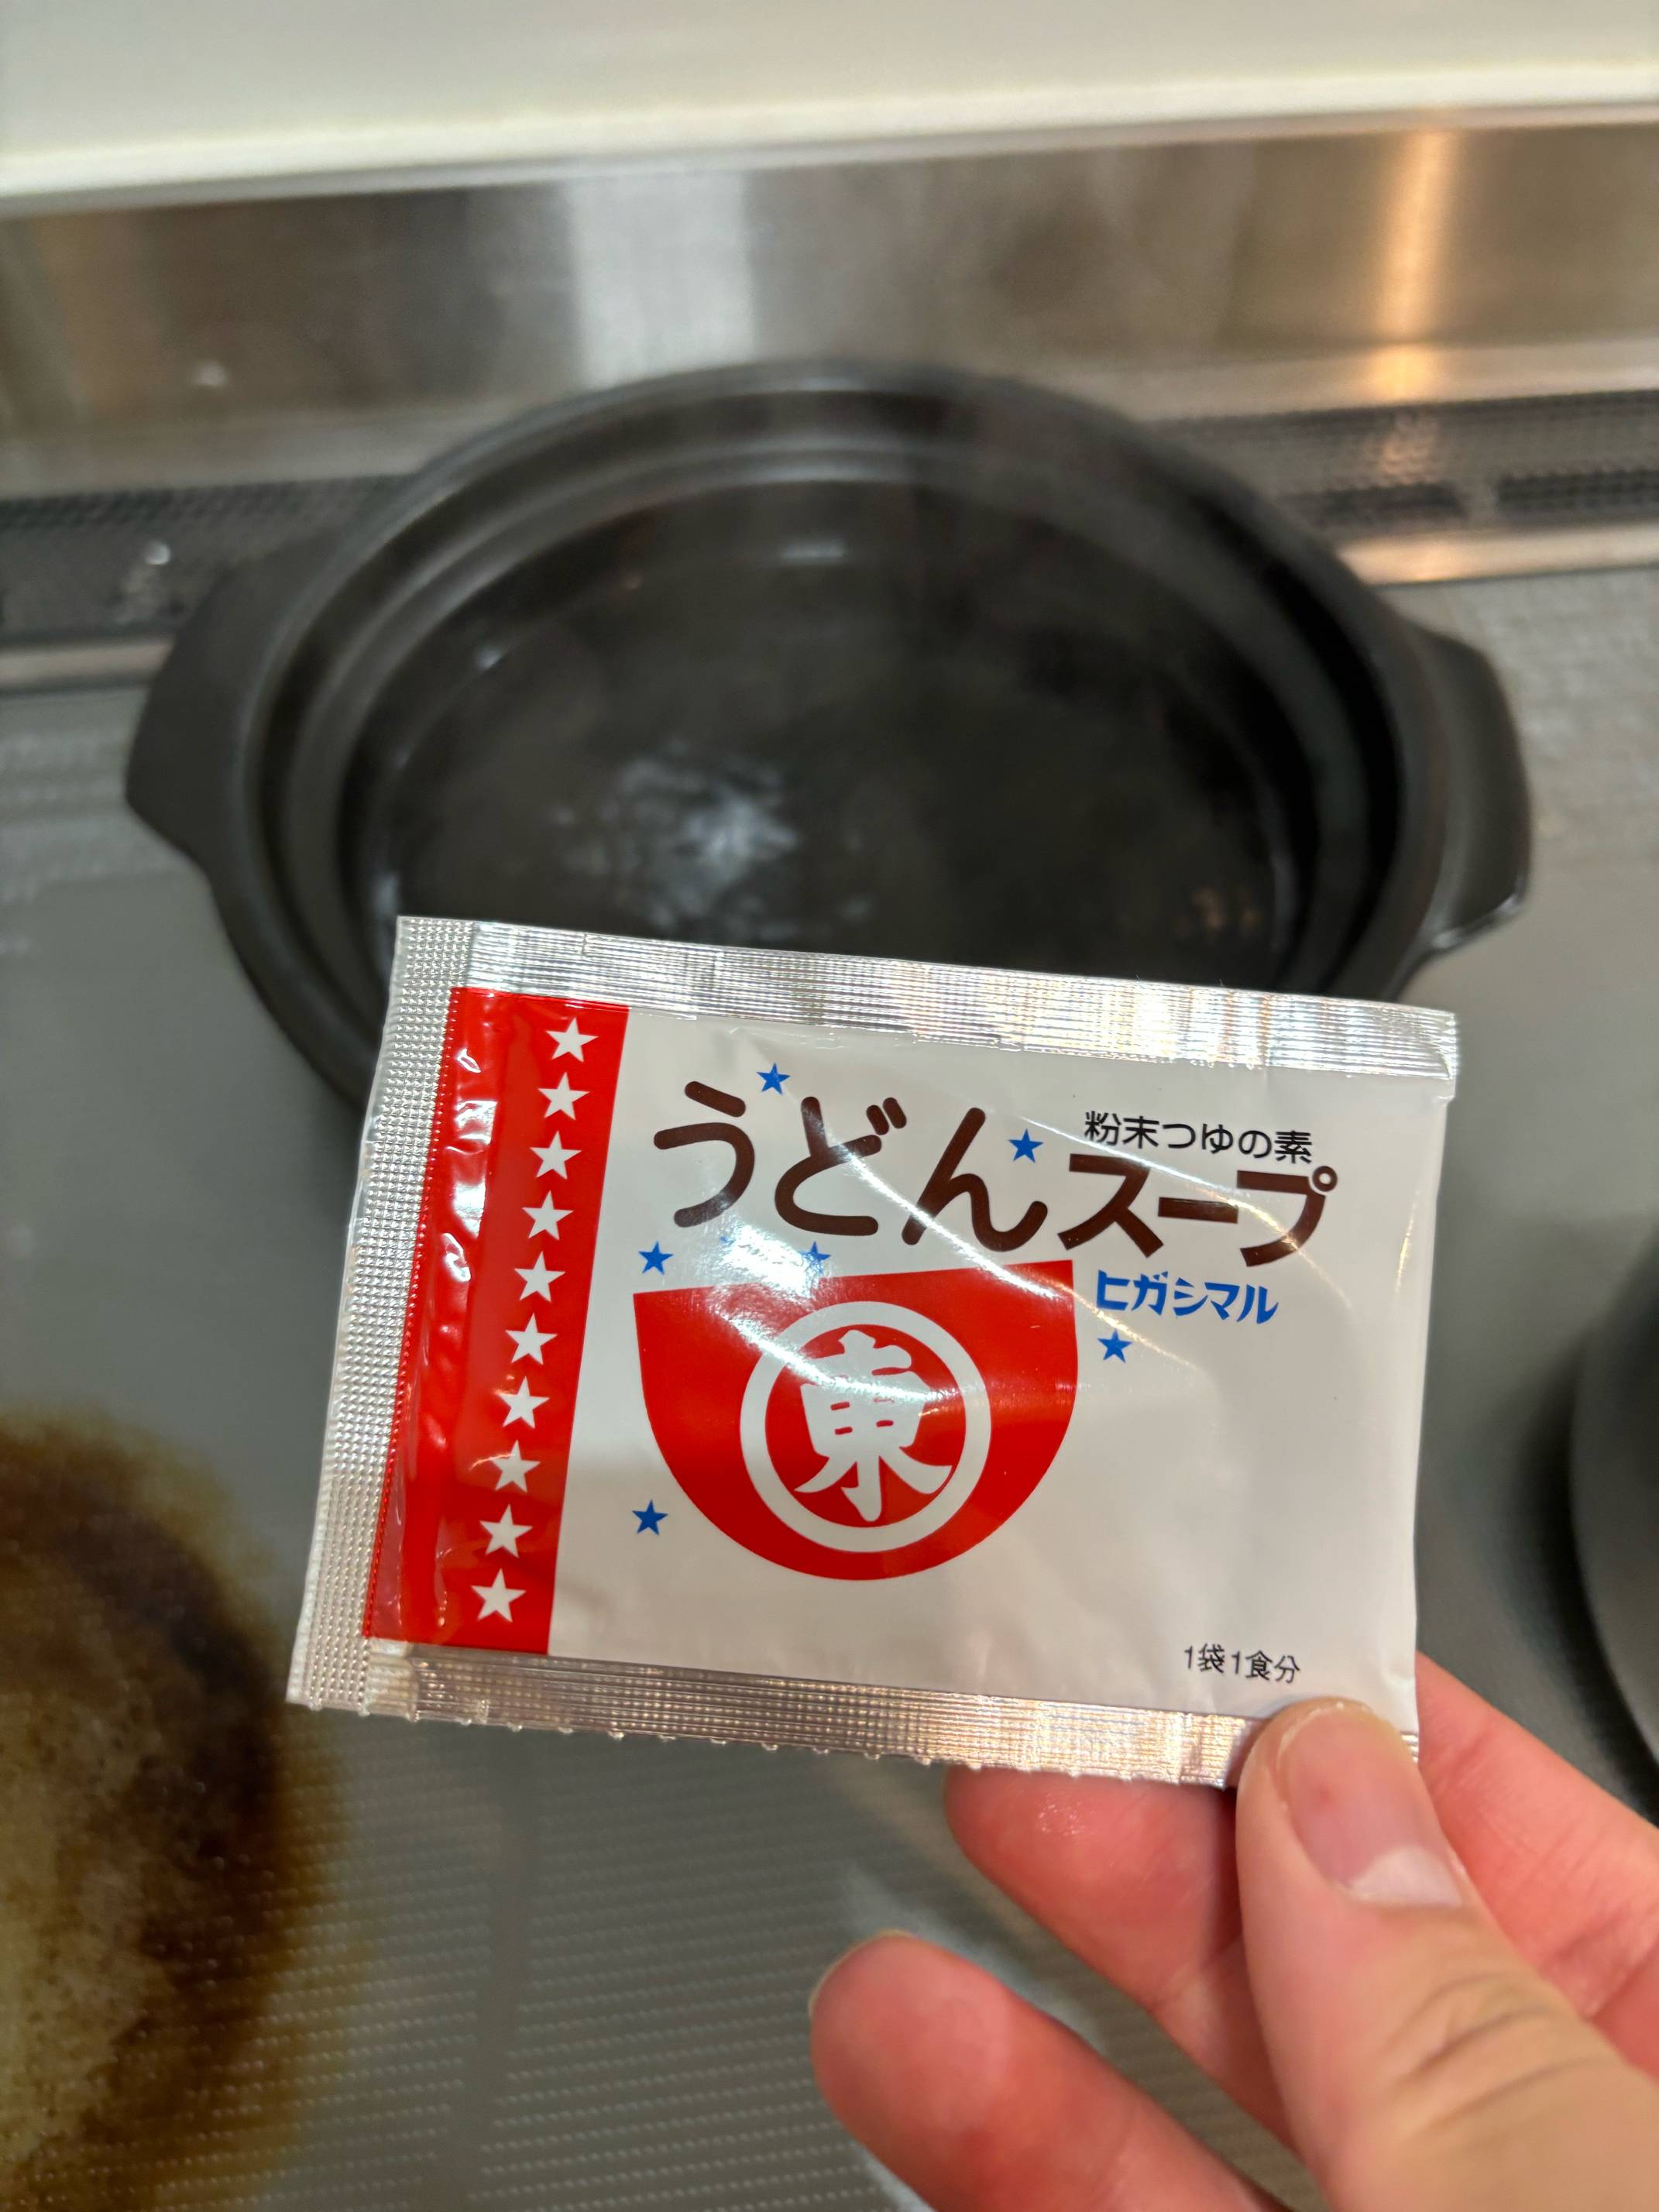 粉末つゆの素
うどんスープ
ヒガシマル
東
1袋1食分